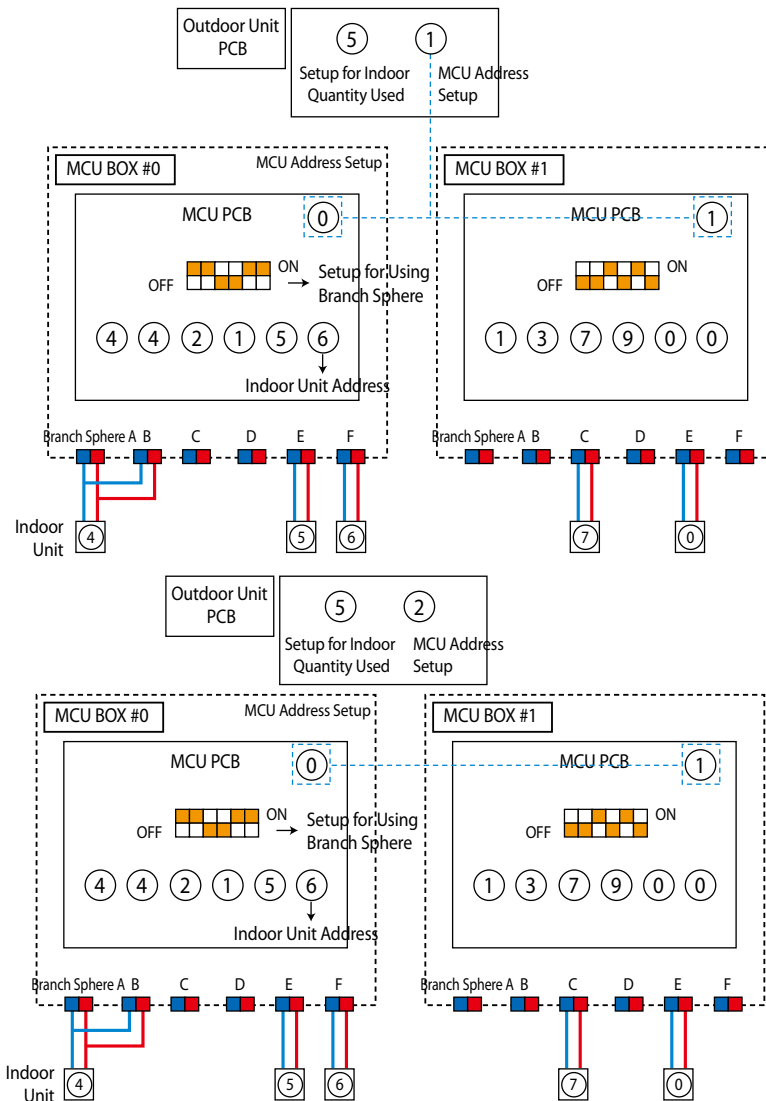 Outdoor Unit
PCB
5 1
Setup for Indoor
Quantity Used
MCU Address
Setup
MCU BOX #0
MCU Address Setup
MCU PCB
0
OFF
ON
Setup for Using
Branch Sphere
4 4 2 1 5 6
Indoor Unit Address
Branch Sphere A B C D E F
Indoor
Unit
4 5 6
MCU BOX #1
MCU PCB
1
OFF
ON
1 3 7 9 0 0
Branch Sphere A B C D E F
7 0
Outdoor Unit
PCB
5 2
Setup for Indoor
Quantity Used
MCU Address
Setup
MCU BOX #0
MCU Address Setup
MCU PCB
0
OFF
ON
Setup for Using
Branch Sphere
4 4 2 1 5 6
Indoor Unit Address
Branch Sphere A B C D E F
Indoor
Unit
4 5 6
MCU BOX #1
MCU PCB
1
OFF
ON
1 3 7 9 0 0
Branch Sphere A B C D E F
7 0